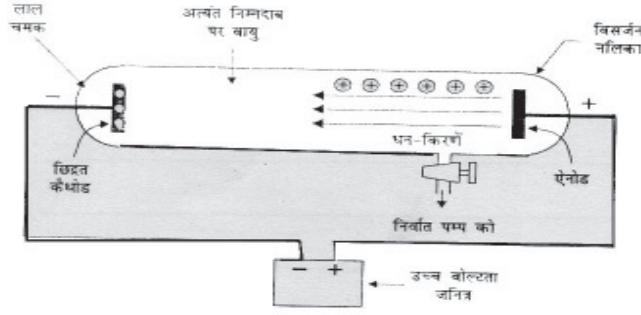 लाल
चमक
अत्यंत निम्नदाब
पर वायु
विसर्जन
नलिका
−
+
धन-किरणें
छिद्रत
कैथोड
ऐनोड
निर्वात पम्प को
− +
उच्च वोल्टता
जनित्र